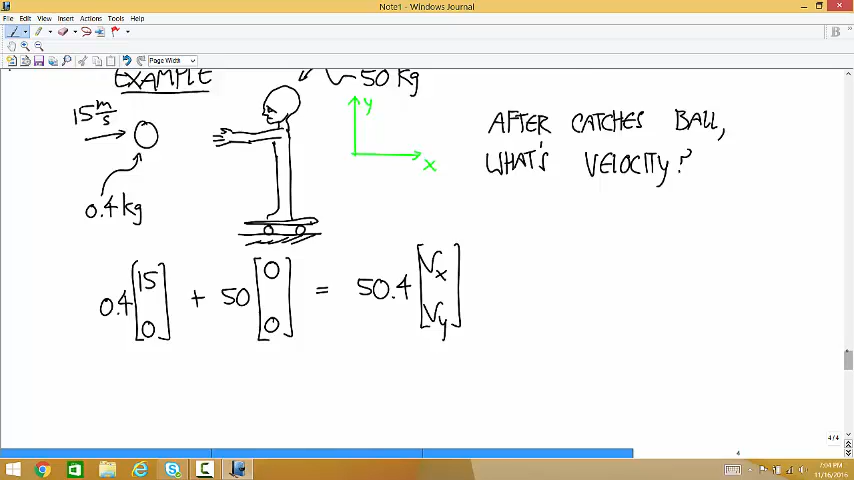 Note1 - Windows Journal
File Edit View Insert Actions Tools Help
B
Page Width
EXAMPLE
50 Kg
15 m/s
y
x
AFTER CATCHES BALL,
WHAT'S VELOCITY?
0.4 kg
0.4 [15 0] + 50 [0 0] = 50.4 [Vx Vy]
4/4
4
7:04 PM
11/16/2016